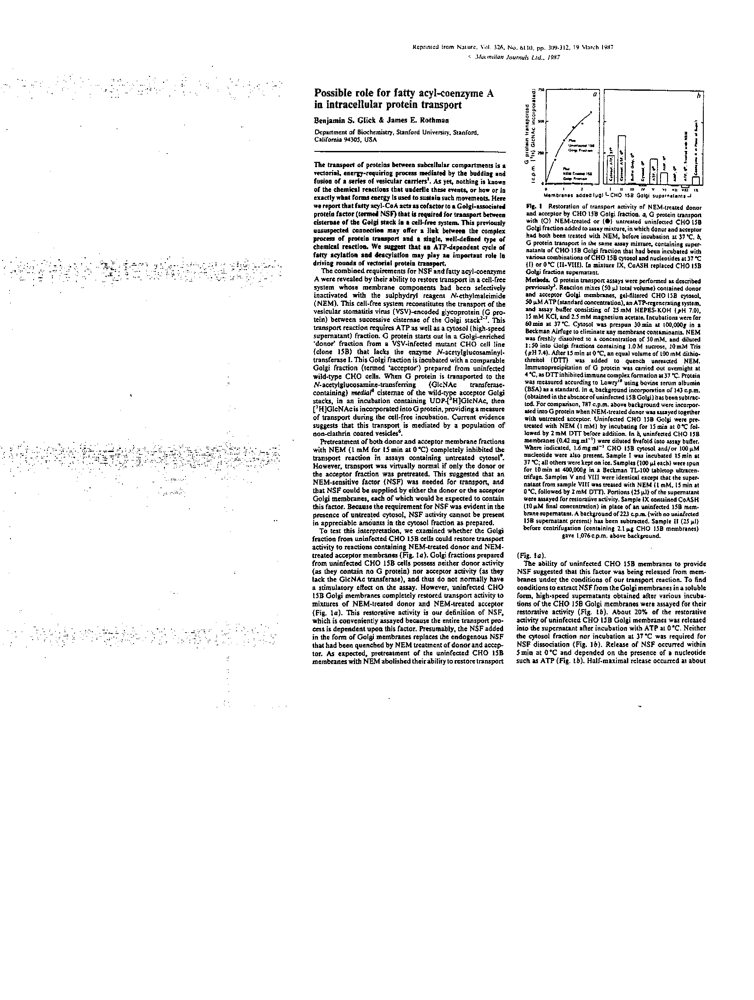 Reprinted from Nature, Vol. 326, No. 6110, pp. 309-312, 19 March 1987
© Macmillan Journals Ltd., 1987
Possible role for fatty acyl-coenzyme A
in intracellular protein transport
Benjamin S. Glick & James E. Rothman
Department of Biochemistry, Stanford University, Stanford,
California 94305, USA
The transport of proteins between subcellular compartments is a
vectorial, energy-requiring process mediated by the budding and
fusion of a series of vesicular carriers¹. As yet, nothing is known
of the chemical reactions that underlie these events, or how or in
exactly what forms energy is used to sustain such movements. Here
we report that fatty acyl-CoA acts as cofactor to a Golgi-associated
protein factor (termed NSF) that is required for transport between
cisternae of the Golgi stack in a cell-free system. This previously
unsuspected connection may offer a link between the complex
process of protein transport and a single, well-defined type of
chemical reaction. We suggest that an ATP-dependent cycle of
fatty acylation and deacylation may play an important role in
driving rounds of vectorial protein transport.
The combined requirements for NSF and fatty acyl-coenzyme
A were revealed by their ability to restore transport in a cell-free
system whose membrane components had been selectively
inactivated with the sulphydryl reagens N-ethylmaleimide
(NEM). This cell-free system reconstitutes the transport of the
vesicular stomatitis virus (VSV)-encoded glycoprotein (G pro-
tein) between successive cisternae of the Golgi stack²⁻⁷. This
transport reaction requires ATP as well as a cytosol (high-speed
supernatant) fraction. G protein starts out in a Golgi-enriched
'donor' fraction from a VSV-infected mutant CHO cell line
(clone 15B) that lacks the enzyme N-acetylglucosaminyl-
transferase I. This Golgi fraction is incubated with a comparable
Golgi fraction (termed 'acceptor') prepared from uninfected
wild-type CHO cells. When G protein is transported to the
N-acetylglucosamine-transferring (GlcNAc transferase-
containing) medial⁸ cisternae of the wild-type acceptor Golgi
stacks, in an incubation containing UDP-[³H]GlcNAc, then
[³H]GlcNAc is incorporated into G protein, providing a measure
of transport during the cell-free incubation. Current evidence
suggests that this transport is mediated by a population of
non-clathrin coated vesicles⁶.
Pretreatment of both donor and acceptor membrane fractions
with NEM (1 mM for 15 min at 0 °C) completely inhibited the
transport reaction in assays containing untreated cytosol⁹.
However, transport was virtually normal if only the donor or
the acceptor fraction was pretreated. This suggested that an
NEM-sensitive factor (NSF) was needed for transport, and
that NSF could be supplied by either the donor or the acceptor
Golgi membranes, each of which would be expected to contain
this factor. Because the requirement for NSF was evident in the
presence of untreated cytosol, NSF activity cannot be present
in appreciable amounts in the cytosol fraction as prepared.
To test this interpretation, we examined whether the Golgi
fraction from uninfected CHO 15B cells could restore transport
activity to reactions containing NEM-treated donor and NEM-
treated acceptor membranes (Fig. 1a). Golgi fractions prepared
from uninfected CHO 15B cells possess neither donor activity
(as they contain no G protein) nor acceptor activity (as they
lack the GlcNAc transferase), and thus do not normally have
a stimulatory effect on the assay. However, uninfected CHO
15B Golgi membranes completely restored transport activity to
mixtures of NEM-treated donor and NEM-treated acceptor
(Fig. 1a). This restorative activity is our definition of NSF,
which is conveniently assayed because the entire transport pro-
cess is dependent upon this factor. Presumably, the NSF added
in the form of Golgi membranes replaces the endogenous NSF
that had been quenched by NEM treatment of donor and accep-
tor. As expected, pretreatment of the uninfected CHO 15B
membranes with NEM abolished their ability to restore transport
G protein transported
(c.p.m. [³H] GlcNAc incorporated)
a
b
Membranes added (µg)
CHO 15B Golgi supernatants
Fig. 1 Restoration of transport activity of NEM-treated donor
and acceptor by CHO 15B Golgi fraction. a, G protein transport
with (○) NEM-treated or (●) untreated uninfected CHO 15B
Golgi fraction added to assay mixture, in which donor and acceptor
had both been treated with NEM, before incubation at 37 °C. b,
G protein transport in the same assay mixture, containing super-
natants of CHO 15B Golgi fraction that had been incubated with
various combinations of CHO 15B cytosol and nucleotides at 37 °C
(I) or 0 °C (II-VIII). In mixture IX, CoASH replaced CHO 15B
Golgi fraction supernatant.
Methods. G protein transport assays were performed as described
previously². Reaction mixes (50 µl total volume) contained donor
and acceptor Golgi membranes, gel-filtered CHO 15B cytosol,
50 µM ATP (standard concentration), an ATP-regenerating system,
and assay buffer consisting of 25 mM HEPES-KOH (pH 7.0),
15 mM KCl, and 2.5 mM magnesium acetate. Incubations were for
60 min at 37 °C. Cytosol was prespun 30 min at 100,000g in a
Beckman Airfuge to eliminate any membrane contaminants. NEM
was freshly dissolved to a concentration of 50 mM, and diluted
1:50 into Golgi fractions containing 1.0 M sucrose, 10 mM Tris
(pH 7.4). After 15 min at 0 °C, an equal volume of 100 mM dithio-
threitol (DTT) was added to quench unreacted NEM.
Immunoprecipitation of G protein was carried out overnight at
4 °C, as DTT inhibited immune complex formation at 37 °C. Protein
was measured according to Lowry¹⁹ using bovine serum albumin
(BSA) as a standard. In a, background incorporation of 143 c.p.m.
(obtained in the absence of uninfected 15B Golgi) has been subtrac-
ted. For comparison, 787 c.p.m. above background were incorpor-
ated into G protein when NEM-treated donor was assayed together
with untreated acceptor. Uninfected CHO 15B Golgi were pre-
treated with NEM (1 mM) by incubating for 15 min at 0 °C fol-
lowed by 2 mM DTT before addition. In b, uninfected CHO 15B
membranes (0.42 mg ml⁻¹) were diluted fivefold into assay buffer.
Where indicated, 1.6 mg ml⁻¹ CHO 15B cytosol and/or 100 µM
nucleotide were also present. Sample I was incubated 15 min at
37 °C; all others were kept on ice. Samples (100 µl each) were spun
for 10 min at 400,000g in a Beckman TL-100 tabletop ultracen-
trifuge. Samples V and VIII were identical except that the super-
natant from sample VIII was treated with NEM (1 mM, 15 min at
0 °C, followed by 2 mM DTT). Portions (25 µl) of the supernatant
were assayed for restorative activity. Sample IX contained CoASH
(10 µM final concentration) in place of an uninfected 15B mem-
brane supernatant. A background of 223 c.p.m. (with no uninfected
15B supernatant present) has been subtracted. Sample II (25 µl)
before centrifugation (containing 2.1 µg CHO 15B membranes)
gave 1,076 c.p.m. above background.
(Fig. 1a).
The ability of uninfected CHO 15B membranes to provide
NSF suggested that this factor was being released from mem-
branes under the conditions of our transport reaction. To find
conditions to extract NSF from the Golgi membranes in a soluble
form, high-speed supernatants obtained after various incuba-
tions of the CHO 15B Golgi membranes were assayed for their
restorative activity (Fig. 1b). About 20% of the restorative
activity of uninfected CHO 15B Golgi membranes was released
into the supernatant after incubation with ATP at 0 °C. Neither
the cytosol fraction nor incubation at 37 °C was required for
NSF dissociation (Fig. 1b). Release of NSF occurred within
5 min at 0 °C and depended on the presence of a nucleotide
such as ATP (Fig. 1b). Half-maximal release occurred at about